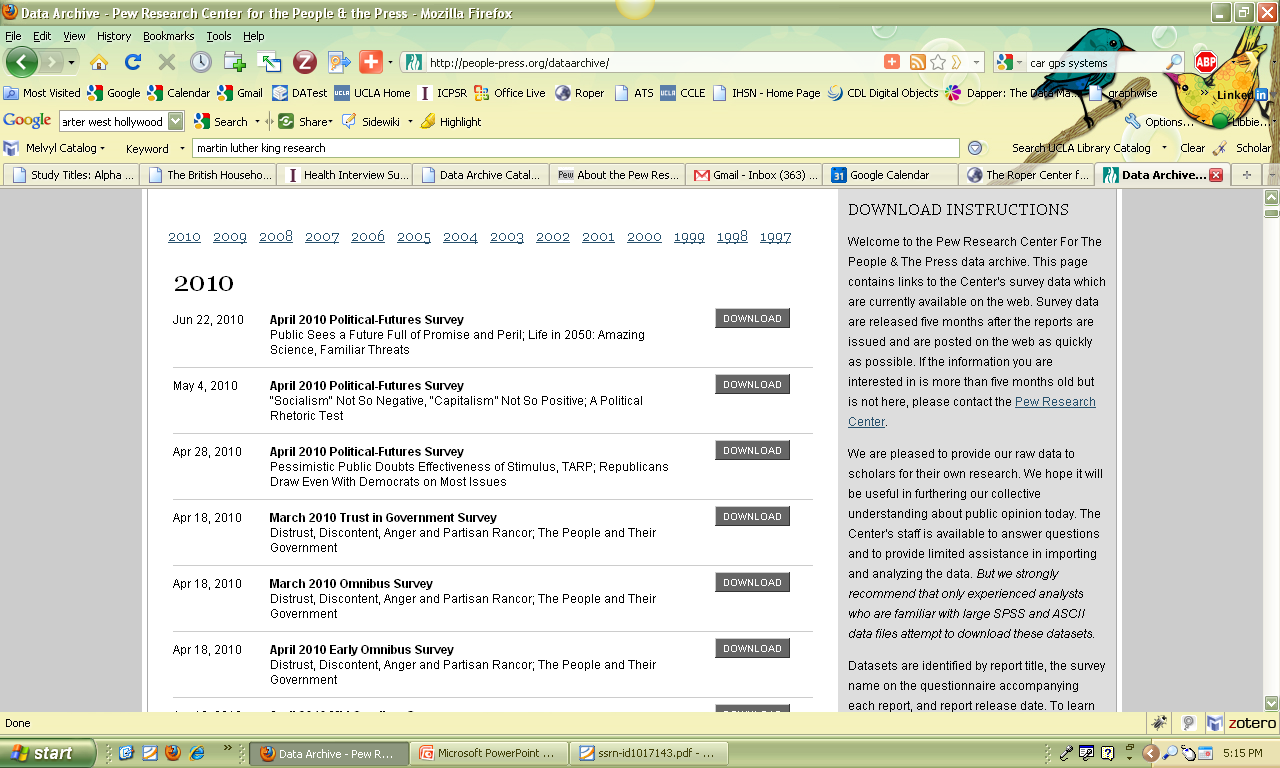 Data Archive - Pew Research Center for the People & the Press - Mozilla Firefox
File Edit View History Bookmarks Tools Help
http://people-press.org/dataarchive/
car gps systems
ABP
Most Visited Google Calendar Gmail DATest UCLA Home ICPSR Office Live Roper ATS CCLE IHSN - Home Page CDL Digital Objects Dapper: The Data Ma... graphwise
Linked in
Google arter west hollywood Search Share Sidewiki Highlight Options...
Melvyl Catalog Keyword martin luther king research Search UCLA Library Catalog Clear Scholar
Study Titles: Alpha ... The British Househo... Health Interview Su... Data Archive Catal... Pew About the Pew Res... Gmail - Inbox (363) ... 31 Google Calendar The Roper Center f... Data Archive...
2010 2009 2008 2007 2006 2005 2004 2003 2002 2001 2000 1999 1998 1997
2010
Jun 22, 2010 April 2010 Political-Futures Survey DOWNLOAD
Public Sees a Future Full of Promise and Peril; Life in 2050: Amazing
Science, Familiar Threats
May 4, 2010 April 2010 Political-Futures Survey DOWNLOAD
"Socialism" Not So Negative, "Capitalism" Not So Positive; A Political
Rhetoric Test
Apr 28, 2010 April 2010 Political-Futures Survey DOWNLOAD
Pessimistic Public Doubts Effectiveness of Stimulus, TARP; Republicans
Draw Even With Democrats on Most Issues
Apr 18, 2010 March 2010 Trust in Government Survey DOWNLOAD
Distrust, Discontent, Anger and Partisan Rancor; The People and Their
Government
Apr 18, 2010 March 2010 Omnibus Survey DOWNLOAD
Distrust, Discontent, Anger and Partisan Rancor; The People and Their
Government
Apr 18, 2010 April 2010 Early Omnibus Survey DOWNLOAD
Distrust, Discontent, Anger and Partisan Rancor; The People and Their
Government
DOWNLOAD INSTRUCTIONS
Welcome to the Pew Research Center For The
People & The Press data archive. This page
contains links to the Center's survey data which
are currently available on the web. Survey data
are released five months after the reports are
issued and are posted on the web as quickly
as possible. If the information you are
interested in is more than five months old but
is not here, please contact the Pew Research
Center.
We are pleased to provide our raw data to
scholars for their own research. We hope it will
be useful in furthering our collective
understanding about public opinion today. The
Center's staff is available to answer questions
and to provide limited assistance in importing
and analyzing the data. But we strongly
recommend that only experienced analysts
who are familiar with large SPSS and ASCII
data files attempt to download these datasets.
Datasets are identified by report title, the survey
name on the questionnaire accompanying
each report, and report release date. To learn
Done
zotero
start Data Archive - Pew R... Microsoft PowerPoint ... ssrn-id1017143.pdf - ... 5:15 PM